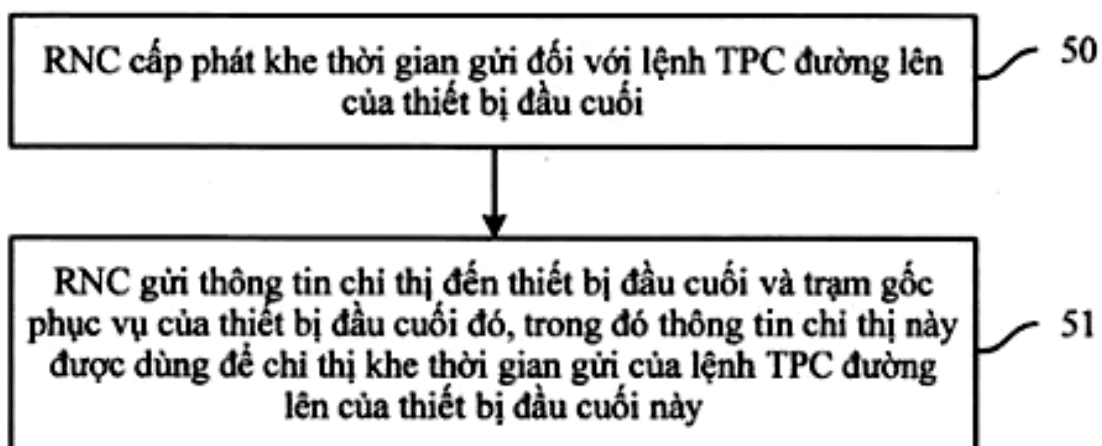 RNC cấp phát khe thời gian gửi đối với lệnh TPC đường lên
của thiết bị đầu cuối
50
RNC gửi thông tin chỉ thị đến thiết bị đầu cuối và trạm gốc
phục vụ của thiết bị đầu cuối đó, trong đó thông tin chỉ thị này
được dùng để chỉ thị khe thời gian gửi của lệnh TPC đường
lên của thiết bị đầu cuối này
51